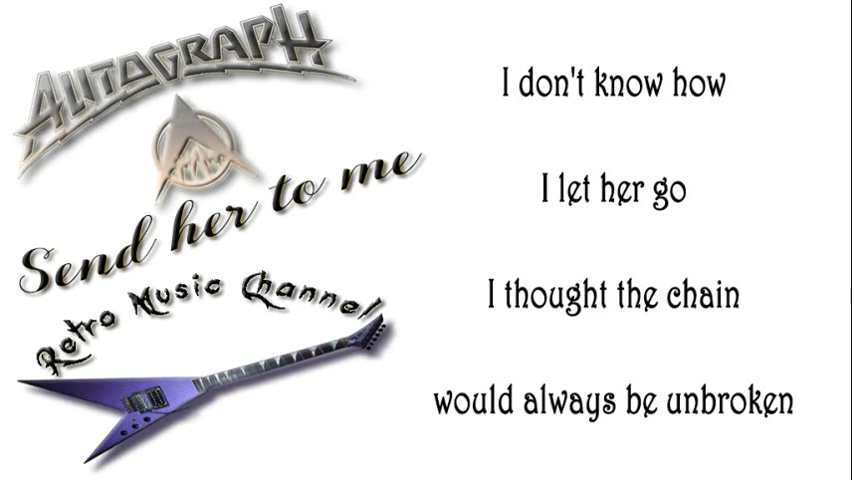 AUTOGRAPH
Send her to me
Retro Music Channel
I don't know how
I let her go
I thought the chain
would always be unbroken